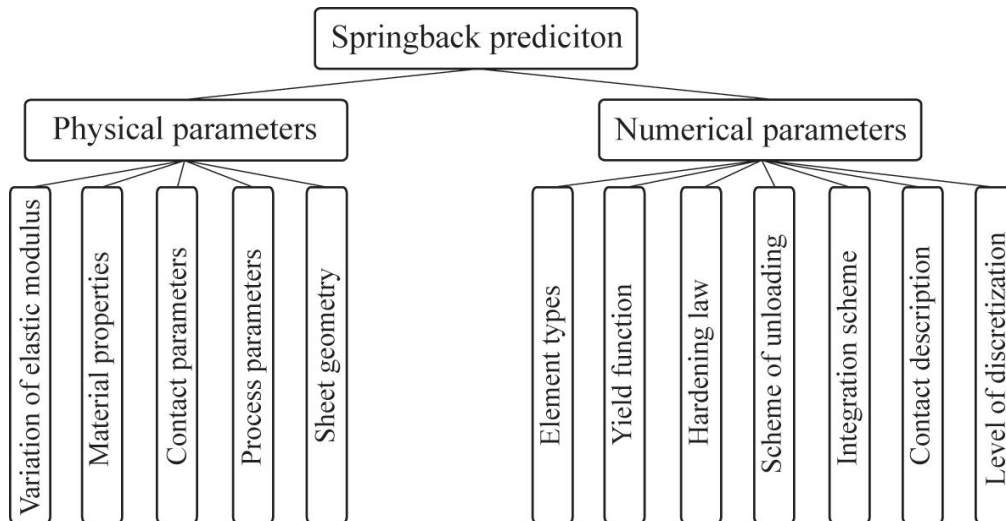 Springback prediciton
Physical parameters
Numerical parameters
Variation of elastic modulus
Material properties
Contact parameters
Process parameters
Sheet geometry
Element types
Yield function
Hardening law
Scheme of unloading
Integration scheme
Contact description
Level of discretization